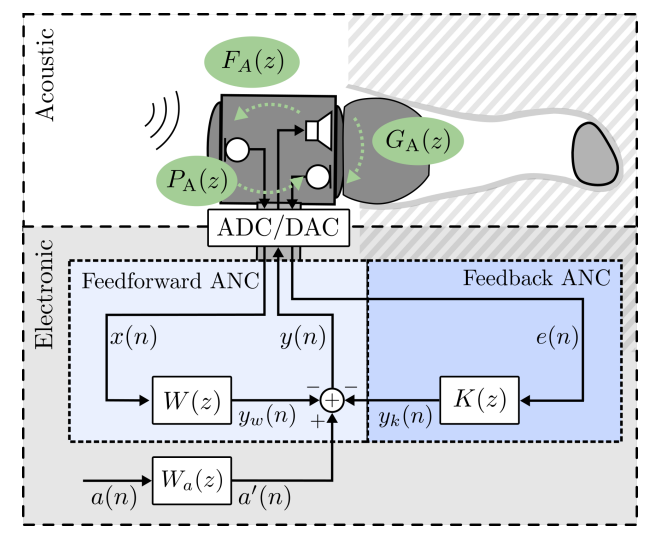 Acoustic
F_A(z)
G_A(z)
P_A(z)
ADC/DAC
Electronic
Feedforward ANC
Feedback ANC
x(n)
y(n)
e(n)
W(z)
y_w(n)
− + −
+
y_k(n)
K(z)
a(n)
W_a(z)
a′(n)